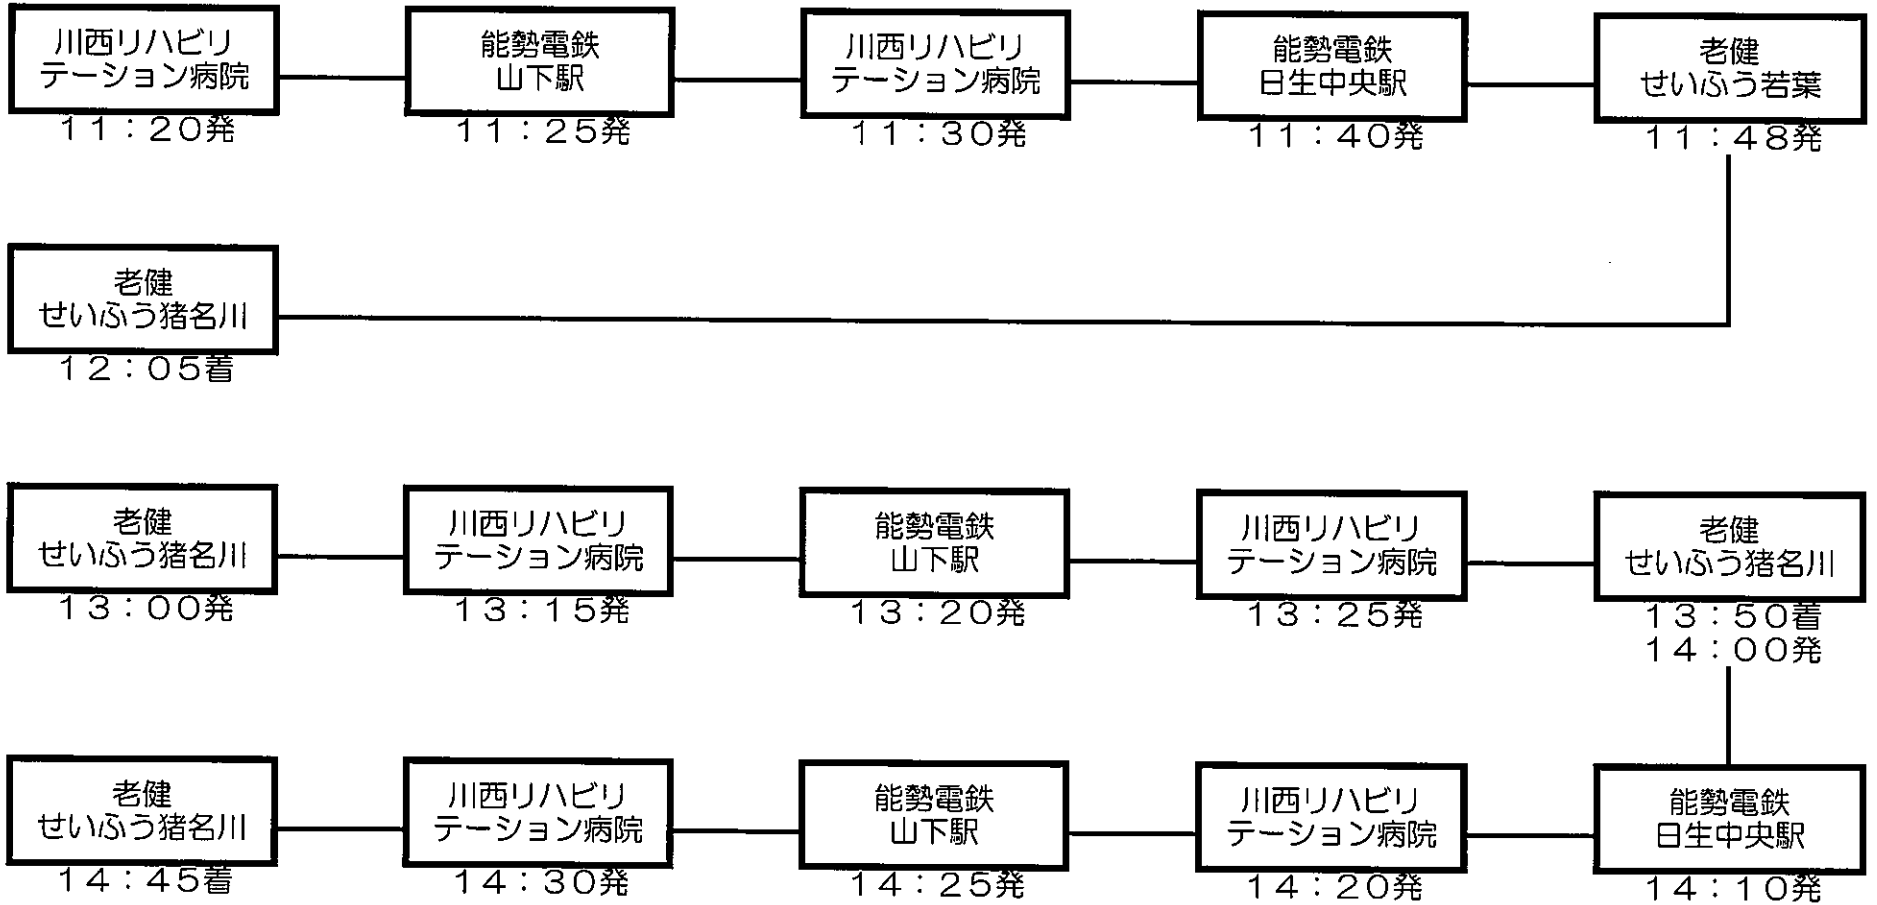 川西リハビリ
テーション病院
11：20発
能勢電鉄
山下駅
11：25発
川西リハビリ
テーション病院
11：30発
能勢電鉄
日生中央駅
11：40発
老健
せいふう若葉
11：48発
老健
せいふう猪名川
12：05着
老健
せいふう猪名川
13：00発
川西リハビリ
テーション病院
13：15発
能勢電鉄
山下駅
13：20発
川西リハビリ
テーション病院
13：25発
老健
せいふう猪名川
13：50着
14：00発
能勢電鉄
日生中央駅
14：10発
川西リハビリ
テーション病院
14：20発
能勢電鉄
山下駅
14：25発
川西リハビリ
テーション病院
14：30発
老健
せいふう猪名川
14：45着